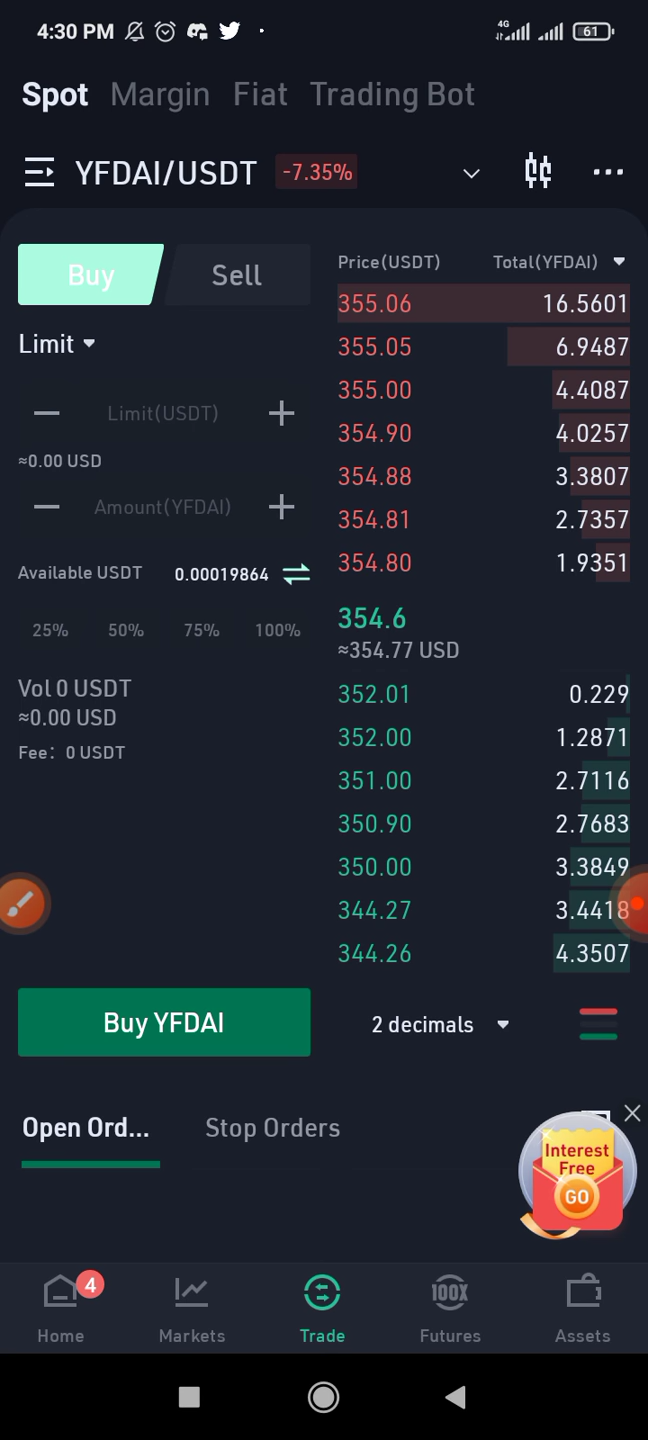 4:30 PM
4G
61
Spot Margin Fiat Trading Bot
YFDAI/USDT -7.35%
Buy Sell
Limit
Limit(USDT)
≈0.00 USD
Amount(YFDAI)
Available USDT 0.00019864
25% 50% 75% 100%
Vol 0 USDT
≈0.00 USD
Fee: 0 USDT
Buy YFDAI
Price(USDT) Total(YFDAI)
355.06 16.5601
355.05 6.9487
355.00 4.4087
354.90 4.0257
354.88 3.3807
354.81 2.7357
354.80 1.9351
354.6
≈354.77 USD
352.01 0.229
352.00 1.2871
351.00 2.7116
350.90 2.7683
350.00 3.3849
344.27 3.4418
344.26 4.3507
2 decimals
Open Ord... Stop Orders
Interest
Free
GO
4
100X
Home Markets Trade Futures Assets